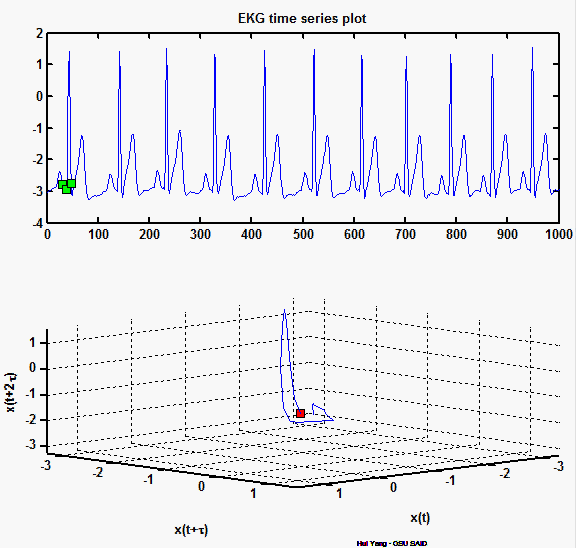 EKG time series plot
2
1
0
-1
-2
-3
-4
0 100 200 300 400 500 600 700 800 900 1000
x(t+2τ)
1
0
-1
-2
-3
-3 -2 -1 0 1
1 0 -1 -2 -3
x(t+τ)
x(t)
Hui Yang - OSU SAID